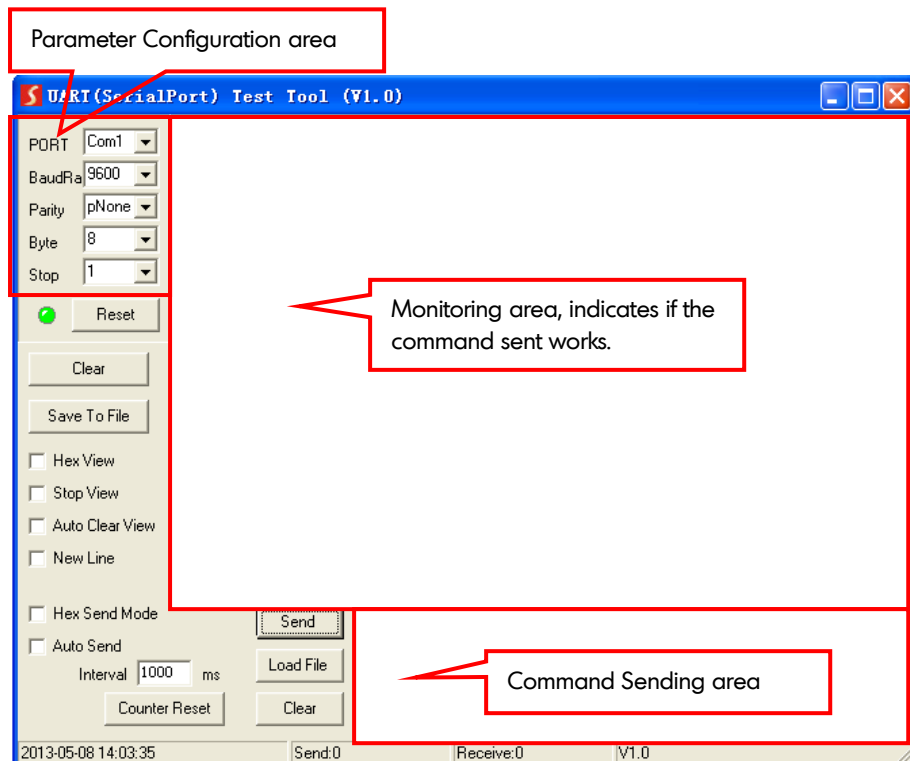 Parameter Configuration area
UART(SerialPort) Test Tool (V1.0)
PORT Com1
BaudRa 9600
Parity pNone
Byte 8
Stop 1
Reset
Monitoring area, indicates if the
command sent works.
Clear
Save To File
Hex View
Stop View
Auto Clear View
New Line
Hex Send Mode
Send
Auto Send
Interval 1000 ms
Load File
Command Sending area
Counter Reset
Clear
2013-05-08 14:03:35 Send:0 Receive:0 V1.0